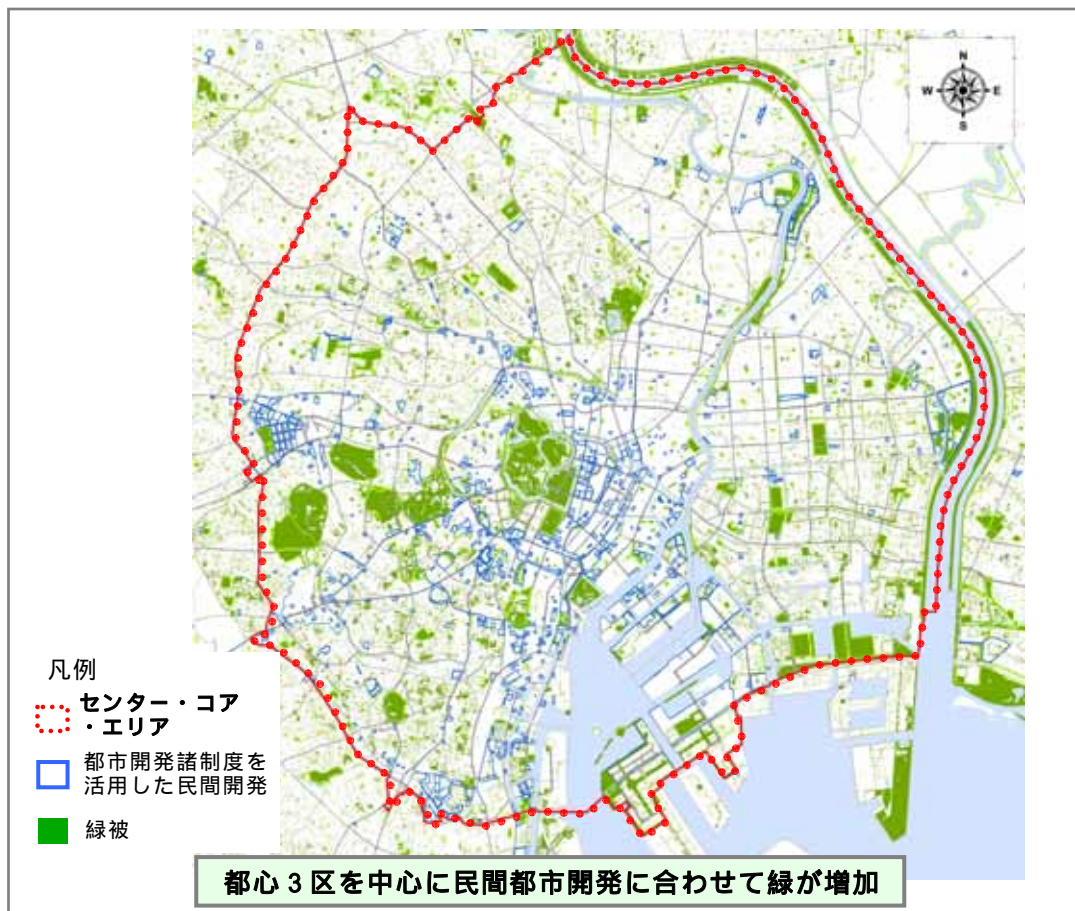 N
W E
S
凡例
センター・コア
・エリア
都市開発諸制度を
活用した民間開発
緑被
都心3区を中心に民間都市開発に合わせて緑が増加